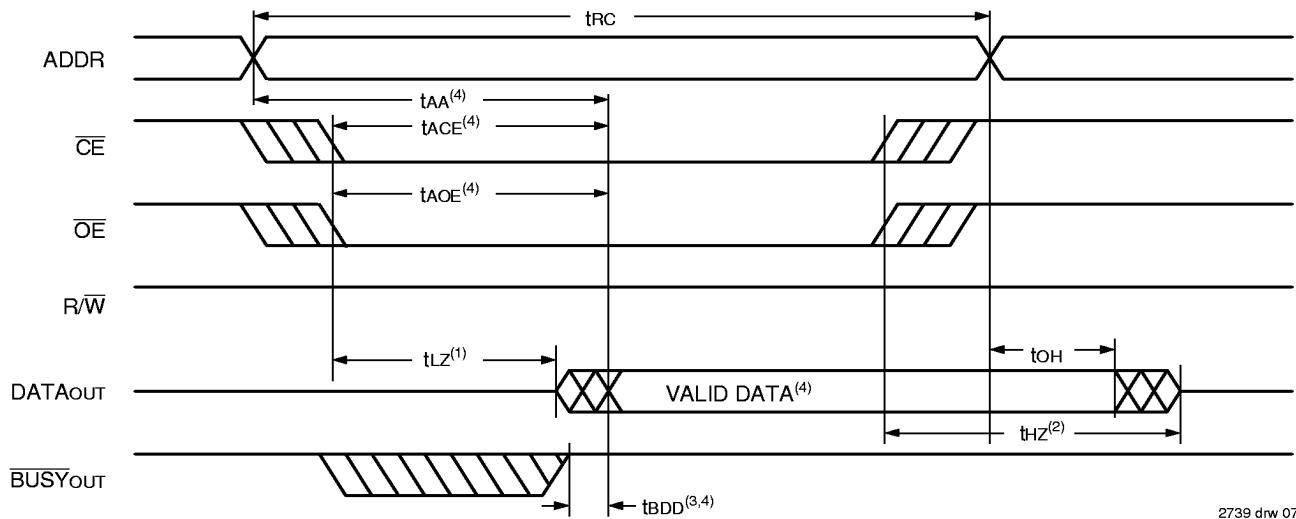 tRC
ADDR
tAA(4)
CE
tACE(4)
OE
tAOE(4)
R/W
tLZ(1)
tOH
DATAOUT
VALID DATA(4)
tHZ(2)
BUSYOUT
tBDD(3,4)
2739 drw 07